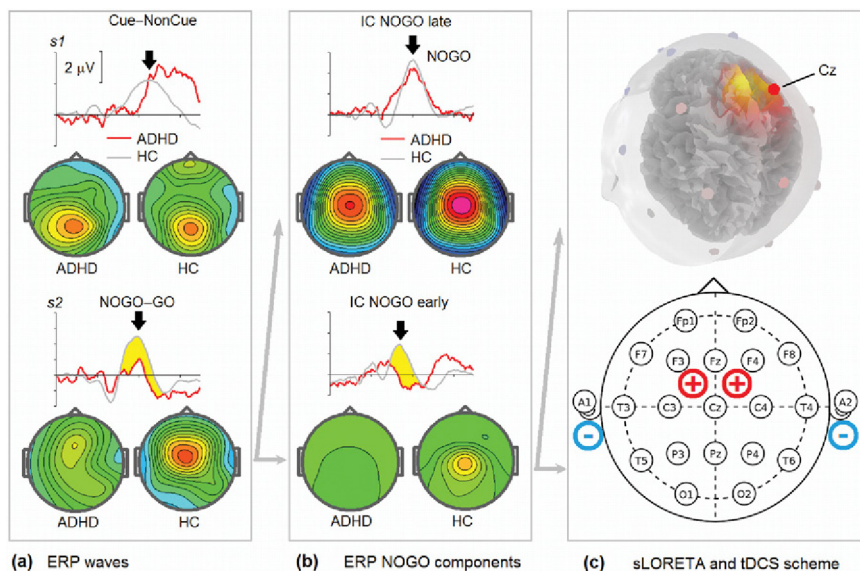 Cue–NonCue
s1
2 μV
ADHD
HC
ADHD
HC
s2
NOGO–GO
ADHD
HC
(a) ERP waves
IC NOGO late
NOGO
ADHD
HC
ADHD
HC
IC NOGO early
ADHD
HC
(b) ERP NOGO components
Cz
Fp1 Fp2
F7 F3 Fz F4 F8
+ +
A1 T3 C3 Cz C4 T4 A2
- -
T5 P3 Pz P4 T6
O1 O2
(c) sLORETA and tDCS scheme